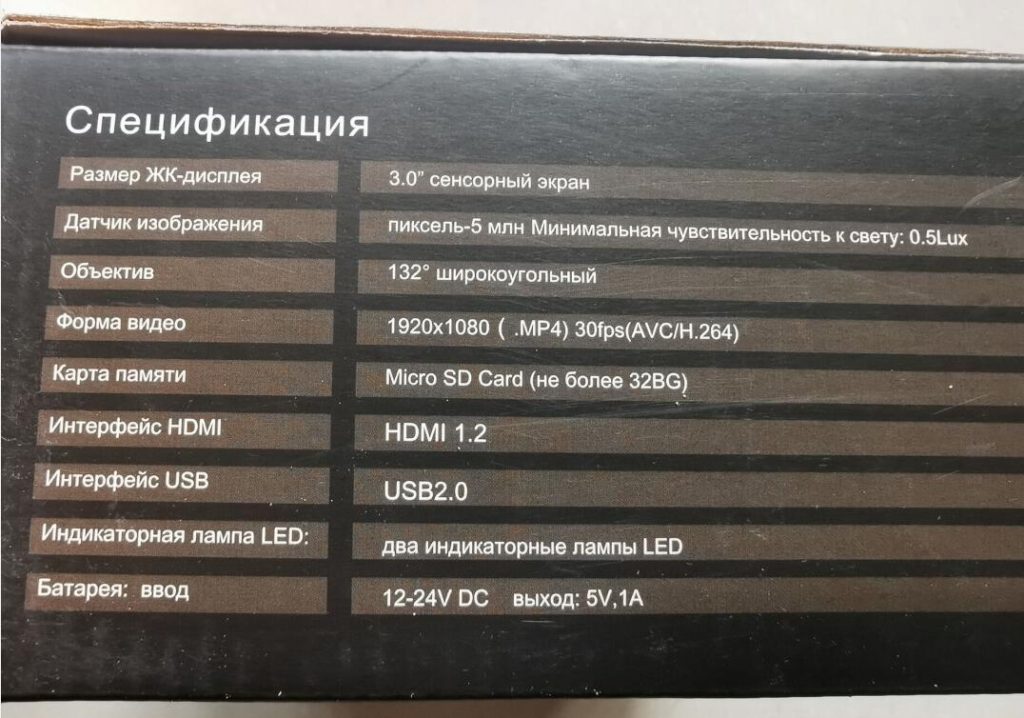 Спецификация
Размер ЖК-дисплея 3.0" сенсорный экран
Датчик изображения пиксель-5 млн Минимальная чувствительность к свету: 0.5Lux
Объектив 132° широкоугольный
Форма видео 1920x1080 ( .MP4) 30fps(AVC/H.264)
Карта памяти Micro SD Card (не более 32BG)
Интерфейс HDMI HDMI 1.2
Интерфейс USB USB2.0
Индикаторная лампа LED: два индикаторные лампы LED
Батарея: ввод 12-24V DC выход: 5V,1A